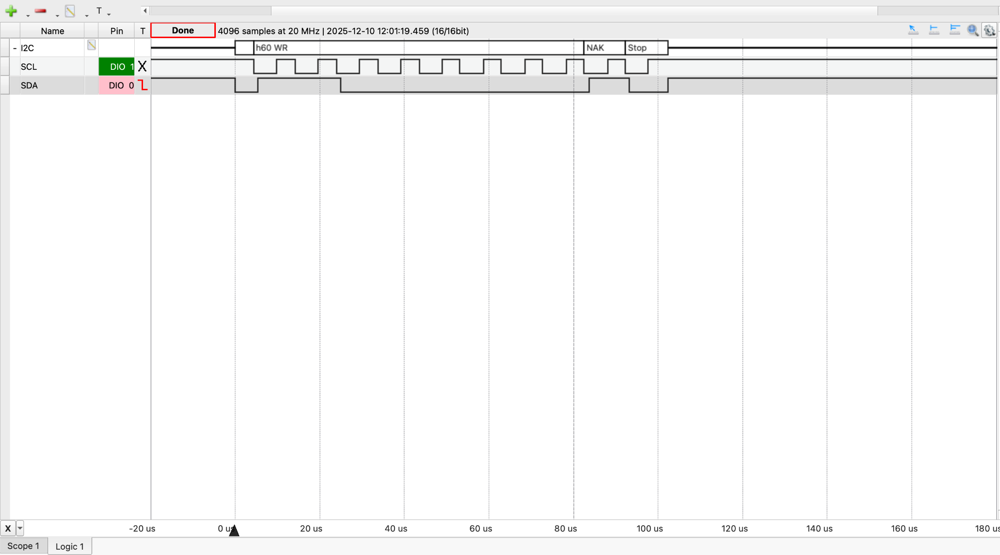 T
Name Pin T Done 4096 samples at 20 MHz | 2025-12-10 12:01:19.459 (16/16bit)
- I2C h60 WR NAK Stop
SCL DIO 1 X
SDA DIO 0
X -20 us 0 us 20 us 40 us 60 us 80 us 100 us 120 us 140 us 160 us 180 us
Scope 1 Logic 1